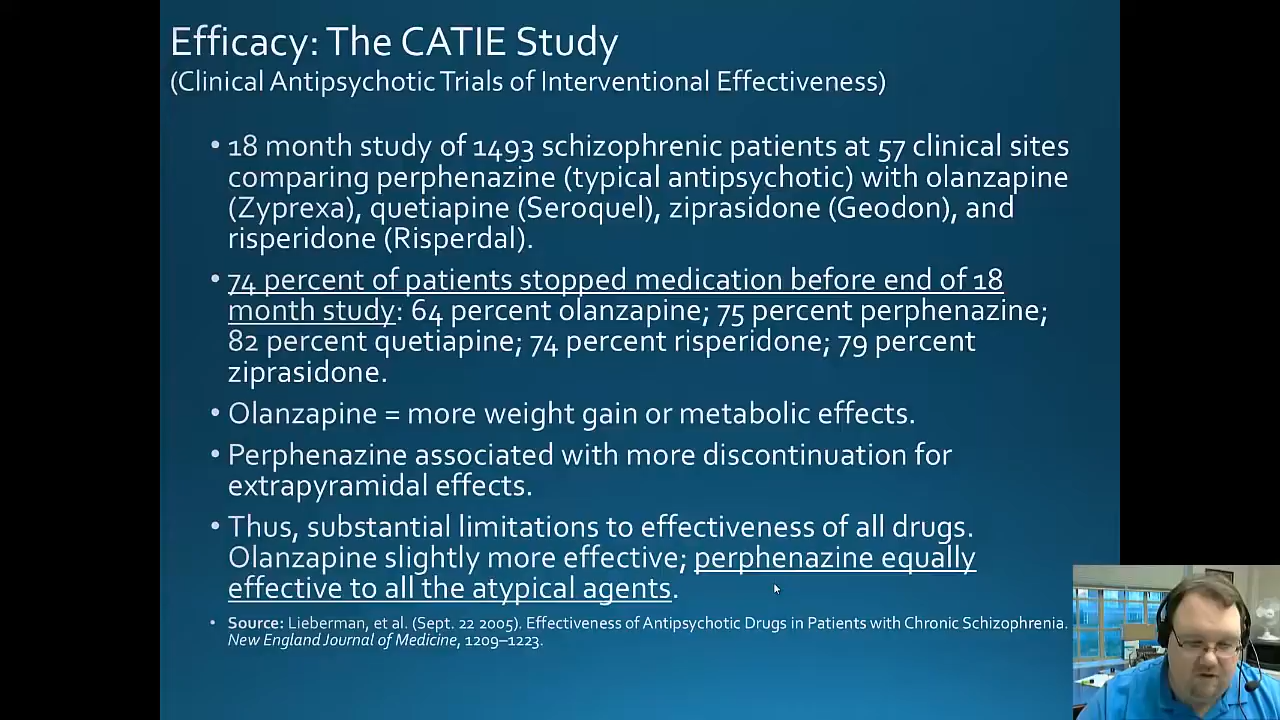 Efficacy: The CATIE Study
(Clinical Antipsychotic Trials of Interventional Effectiveness)
• 18 month study of 1493 schizophrenic patients at 57 clinical sites
comparing perphenazine (typical antipsychotic) with olanzapine
(Zyprexa), quetiapine (Seroquel), ziprasidone (Geodon), and
risperidone (Risperdal).
• 74 percent of patients stopped medication before end of 18
month study: 64 percent olanzapine; 75 percent perphenazine;
82 percent quetiapine; 74 percent risperidone; 79 percent
ziprasidone.
• Olanzapine = more weight gain or metabolic effects.
• Perphenazine associated with more discontinuation for
extrapyramidal effects.
• Thus, substantial limitations to effectiveness of all drugs.
Olanzapine slightly more effective; perphenazine equally
effective to all the atypical agents.
• Source: Lieberman, et al. (Sept. 22 2005). Effectiveness of Antipsychotic Drugs in Patients with Chronic Schizophrenia.
New England Journal of Medicine, 1209–1223.